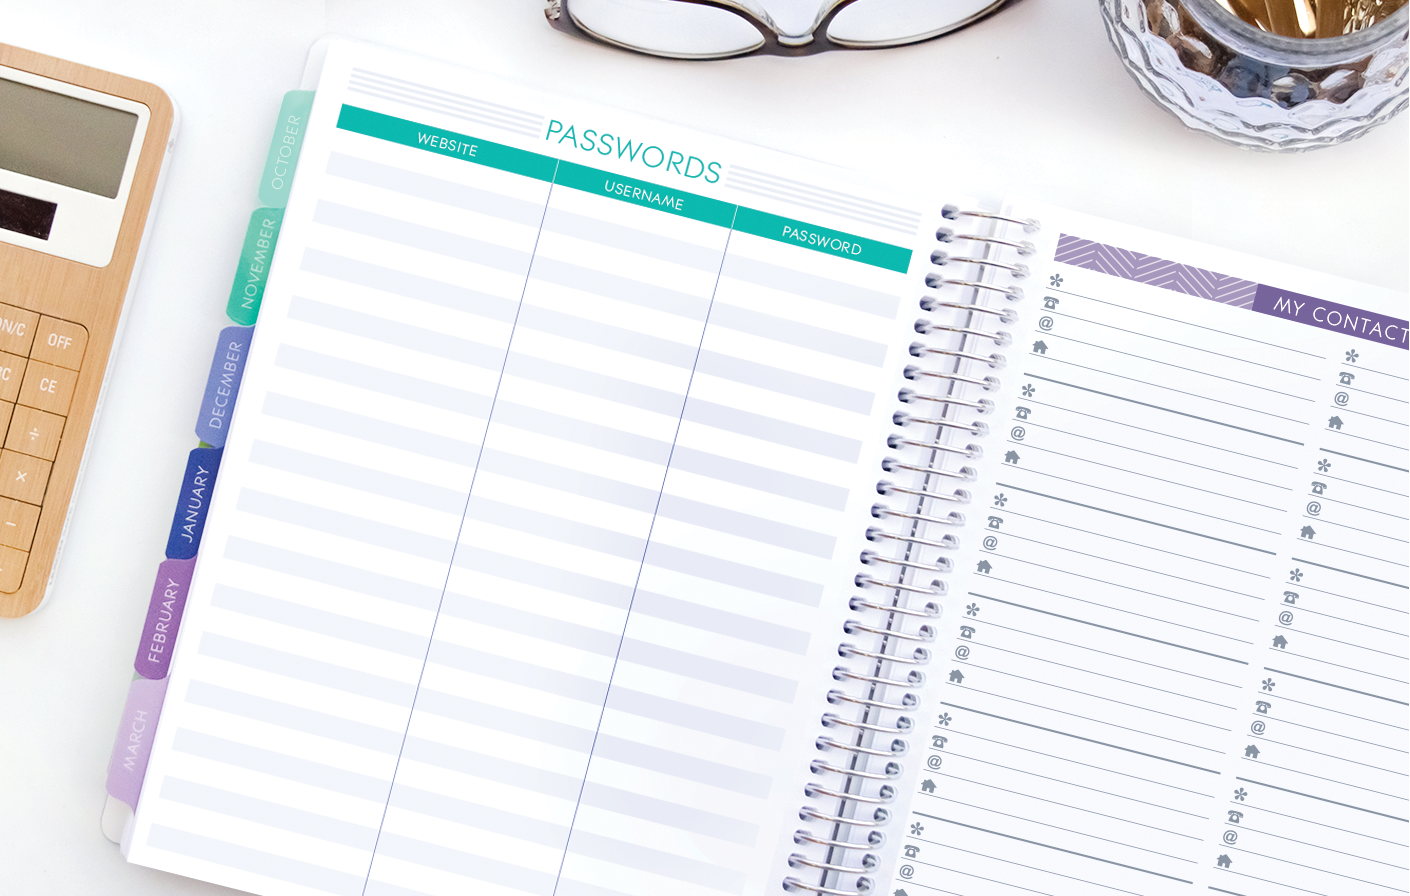 PASSWORDS
WEBSITE
USERNAME
PASSWORD
OCTOBER
NOVEMBER
DECEMBER
JANUARY
FEBRUARY
MARCH
MY CONTACT
OFF
CE
÷
×
−
@
@
@
@
@
@
@
@
@
@
@